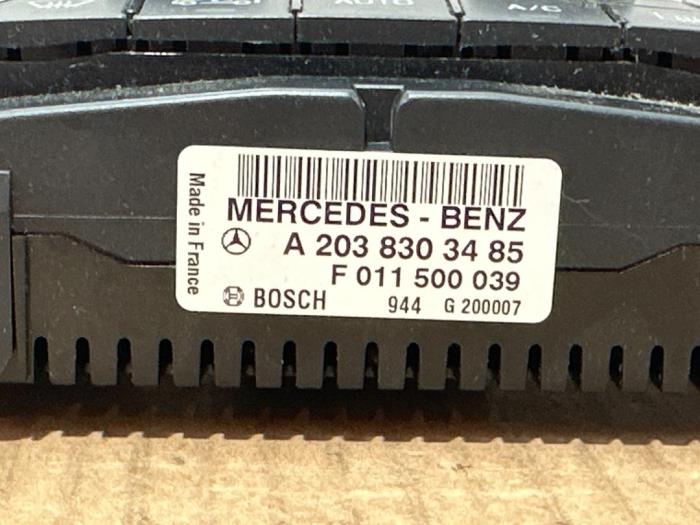 AUTO
A/C
Made in France
MERCEDES - BENZ
A 203 830 34 85
F 011 500 039
BOSCH 944 G 200007